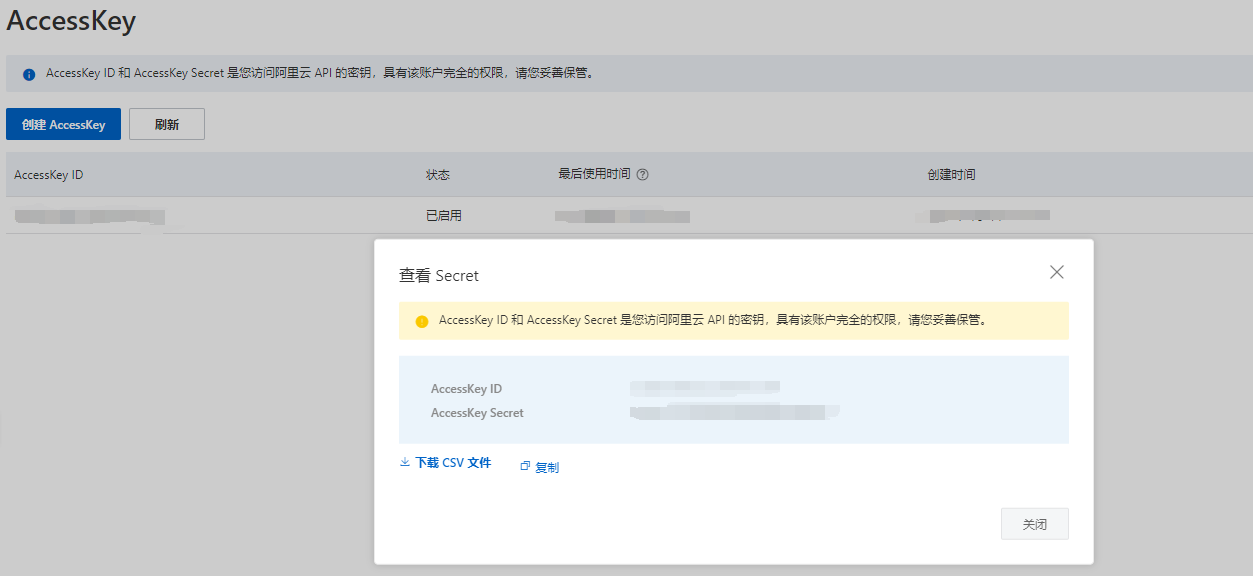 AccessKey
AccessKey ID 和 AccessKey Secret 是您访问阿里云 API 的密钥，具有该账户完全的权限，请您妥善保管。
创建 AccessKey 刷新
AccessKey ID 状态 最后使用时间 创建时间
已启用
查看 Secret
AccessKey ID 和 AccessKey Secret 是您访问阿里云 API 的密钥，具有该账户完全的权限，请您妥善保管。
AccessKey ID
AccessKey Secret
下载 CSV 文件 复制
关闭